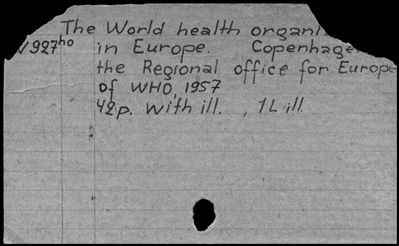 The World health organi
V927ho in Europe. Copenhage
the Regional office for Europe
of WHO, 1957
42p. with ill. , 1L ill.